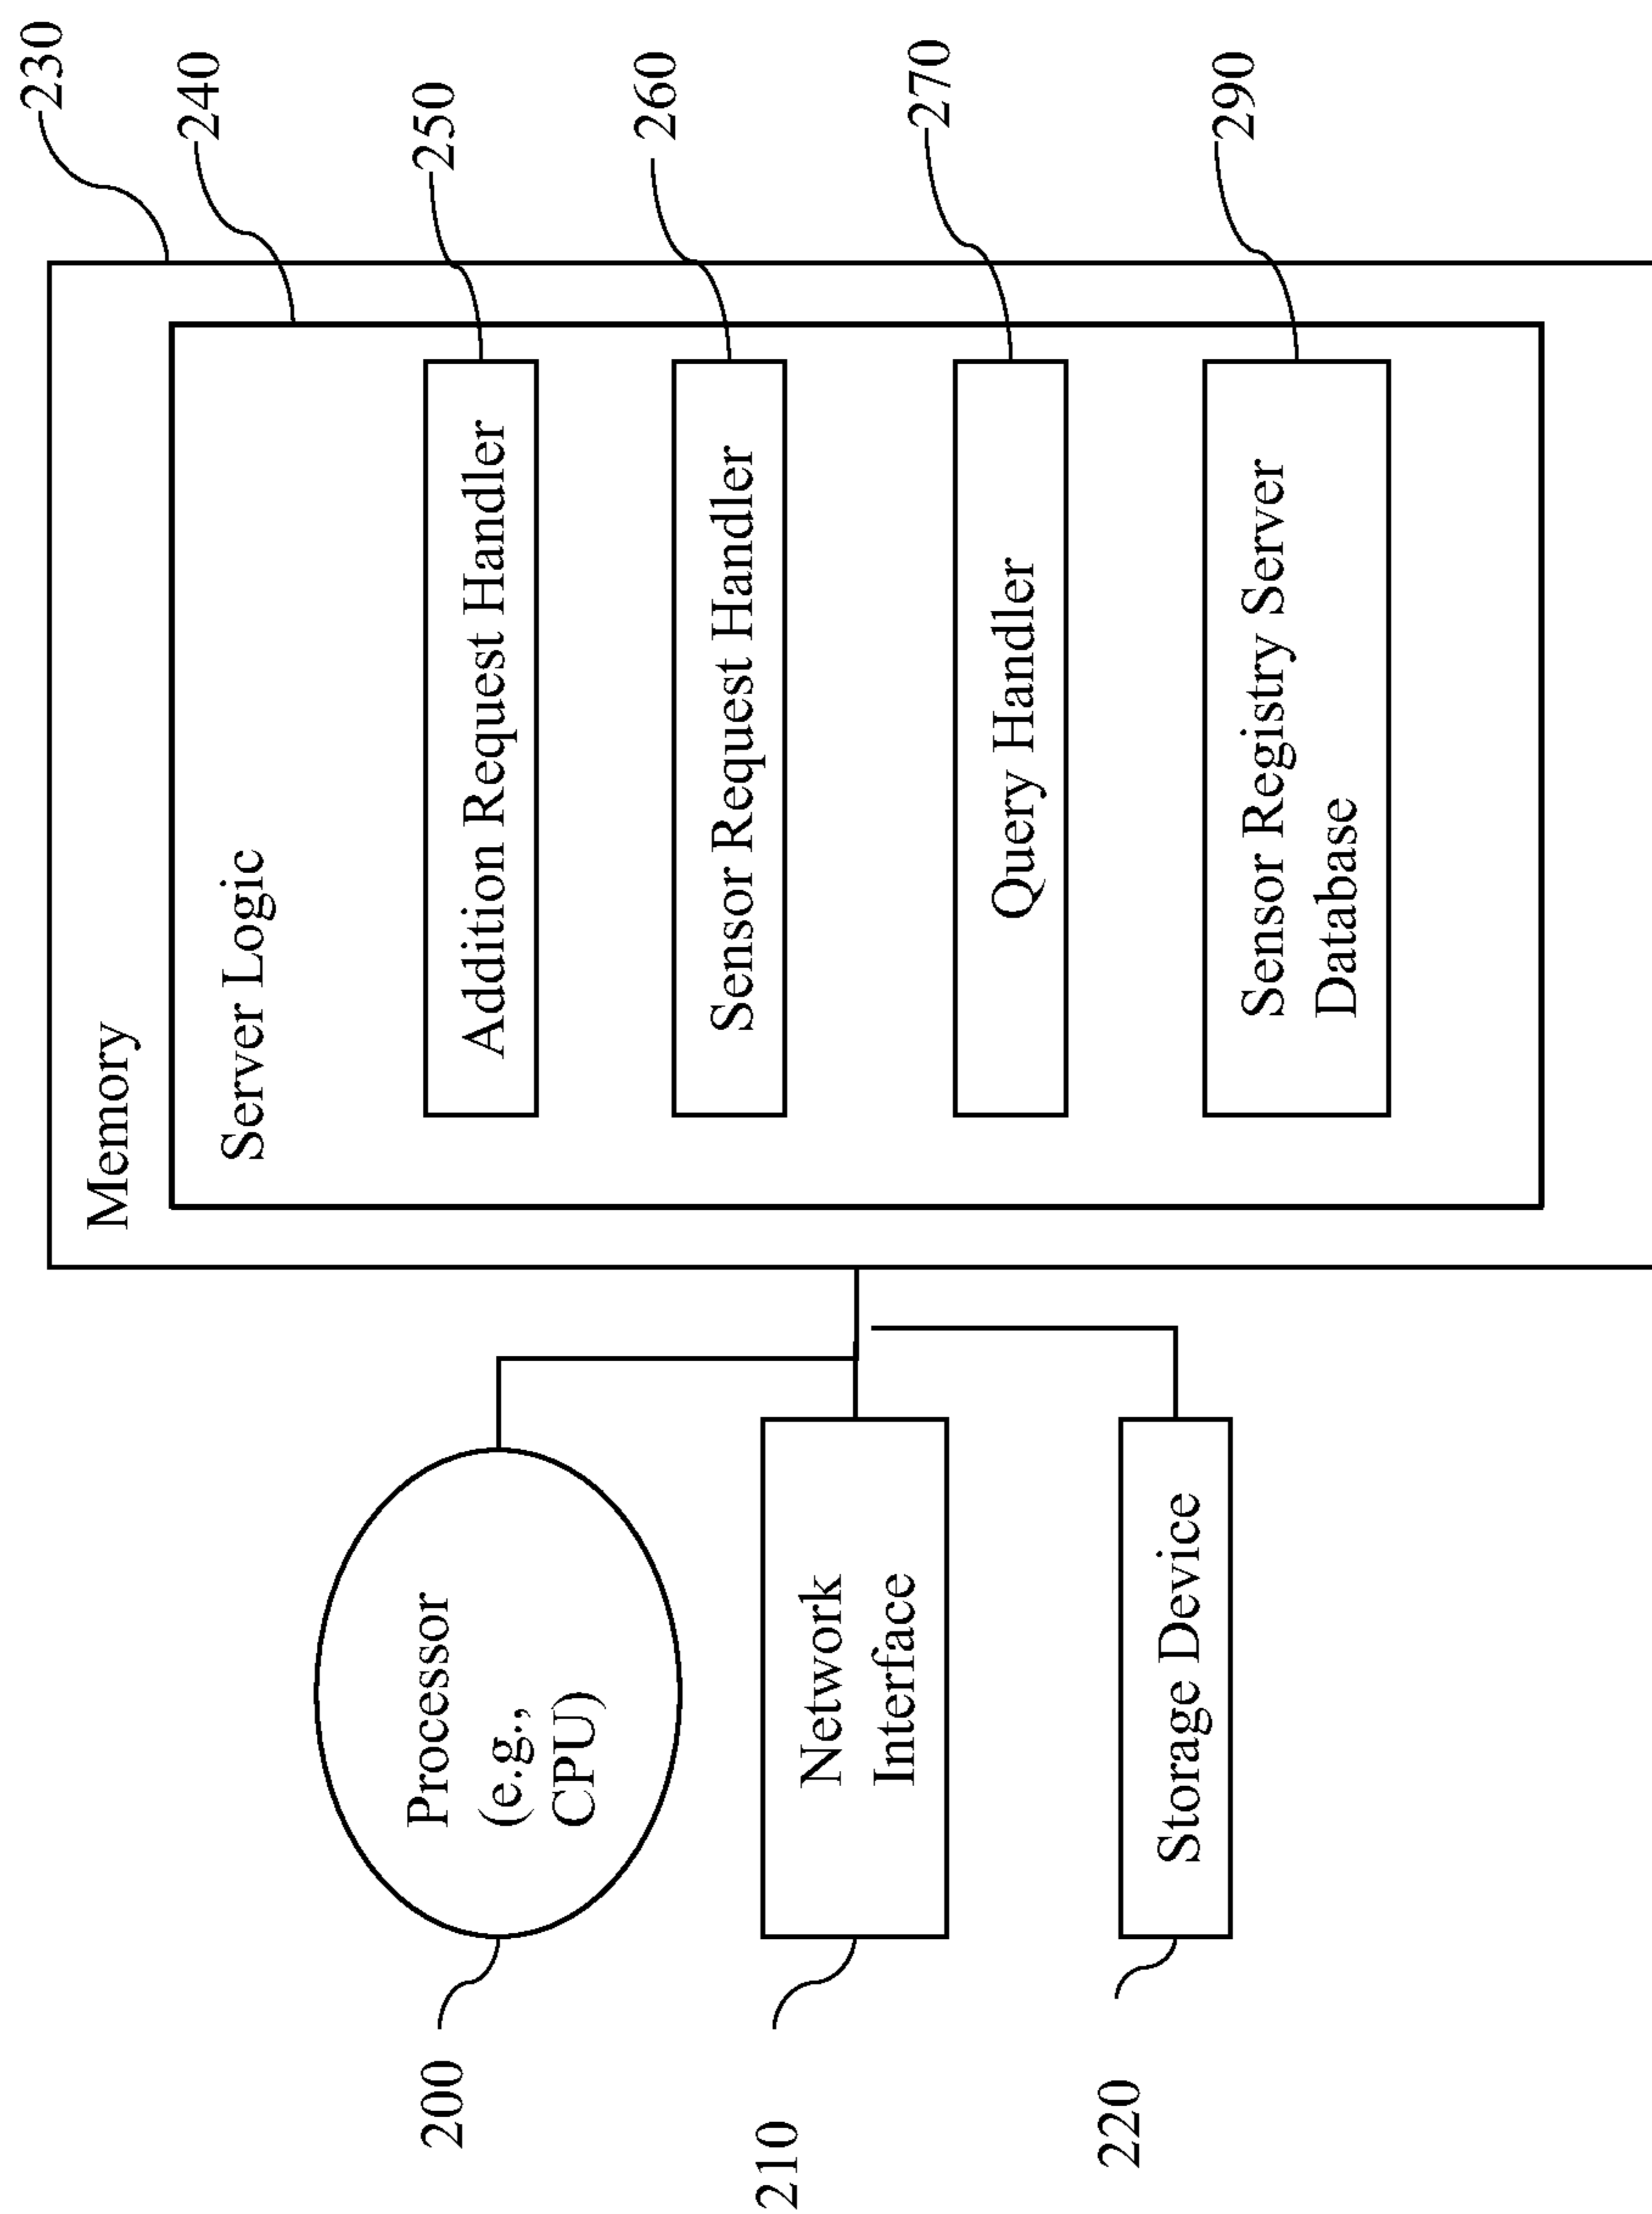 Memory
230
Server Logic
240
Addition Request Handler
250
Sensor Request Handler
260
Query Handler
270
Sensor Registry Server
Database
290
Processor
(e.g.,
CPU)
200
Network
Interface
210
Storage Device
220